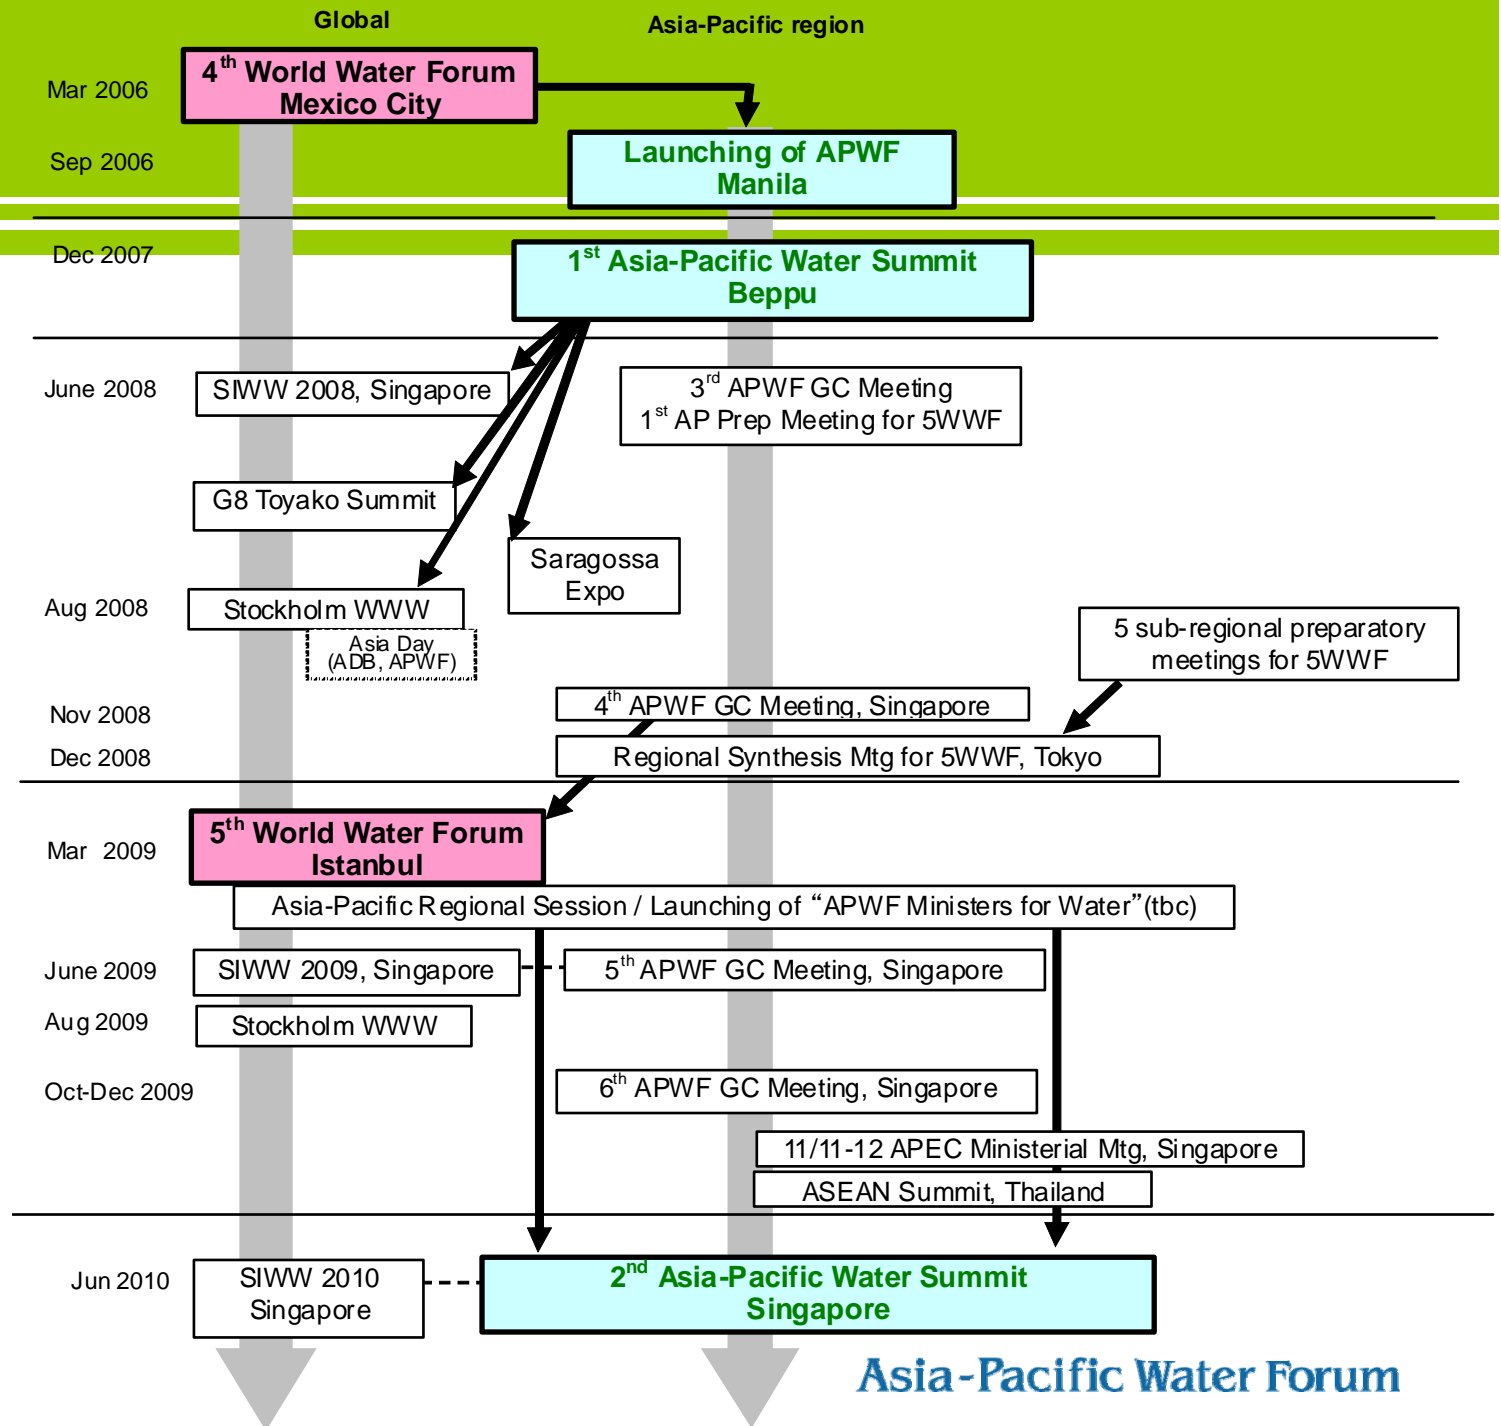 Global
Asia-Pacific region
Mar 2006
4th World Water Forum
Mexico City
Sep 2006
Launching of APWF
Manila
Dec 2007
1st Asia-Pacific Water Summit
Beppu
June 2008
SIWW 2008, Singapore
3rd APWF GC Meeting
1st AP Prep Meeting for 5WWF
G8 Toyako Summit
Saragossa
Expo
Aug 2008
Stockholm WWW
Asia Day
(ADB, APWF)
5 sub-regional preparatory
meetings for 5WWF
Nov 2008
4th APWF GC Meeting, Singapore
Dec 2008
Regional Synthesis Mtg for 5WWF, Tokyo
Mar 2009
5th World Water Forum
Istanbul
Asia-Pacific Regional Session / Launching of “APWF Ministers for Water”(tbc)
June 2009
SIWW 2009, Singapore
5th APWF GC Meeting, Singapore
Aug 2009
Stockholm WWW
Oct-Dec 2009
6th APWF GC Meeting, Singapore
11/11-12 APEC Ministerial Mtg, Singapore
ASEAN Summit, Thailand
Jun 2010
SIWW 2010
Singapore
2nd Asia-Pacific Water Summit
Singapore
Asia-Pacific Water Forum